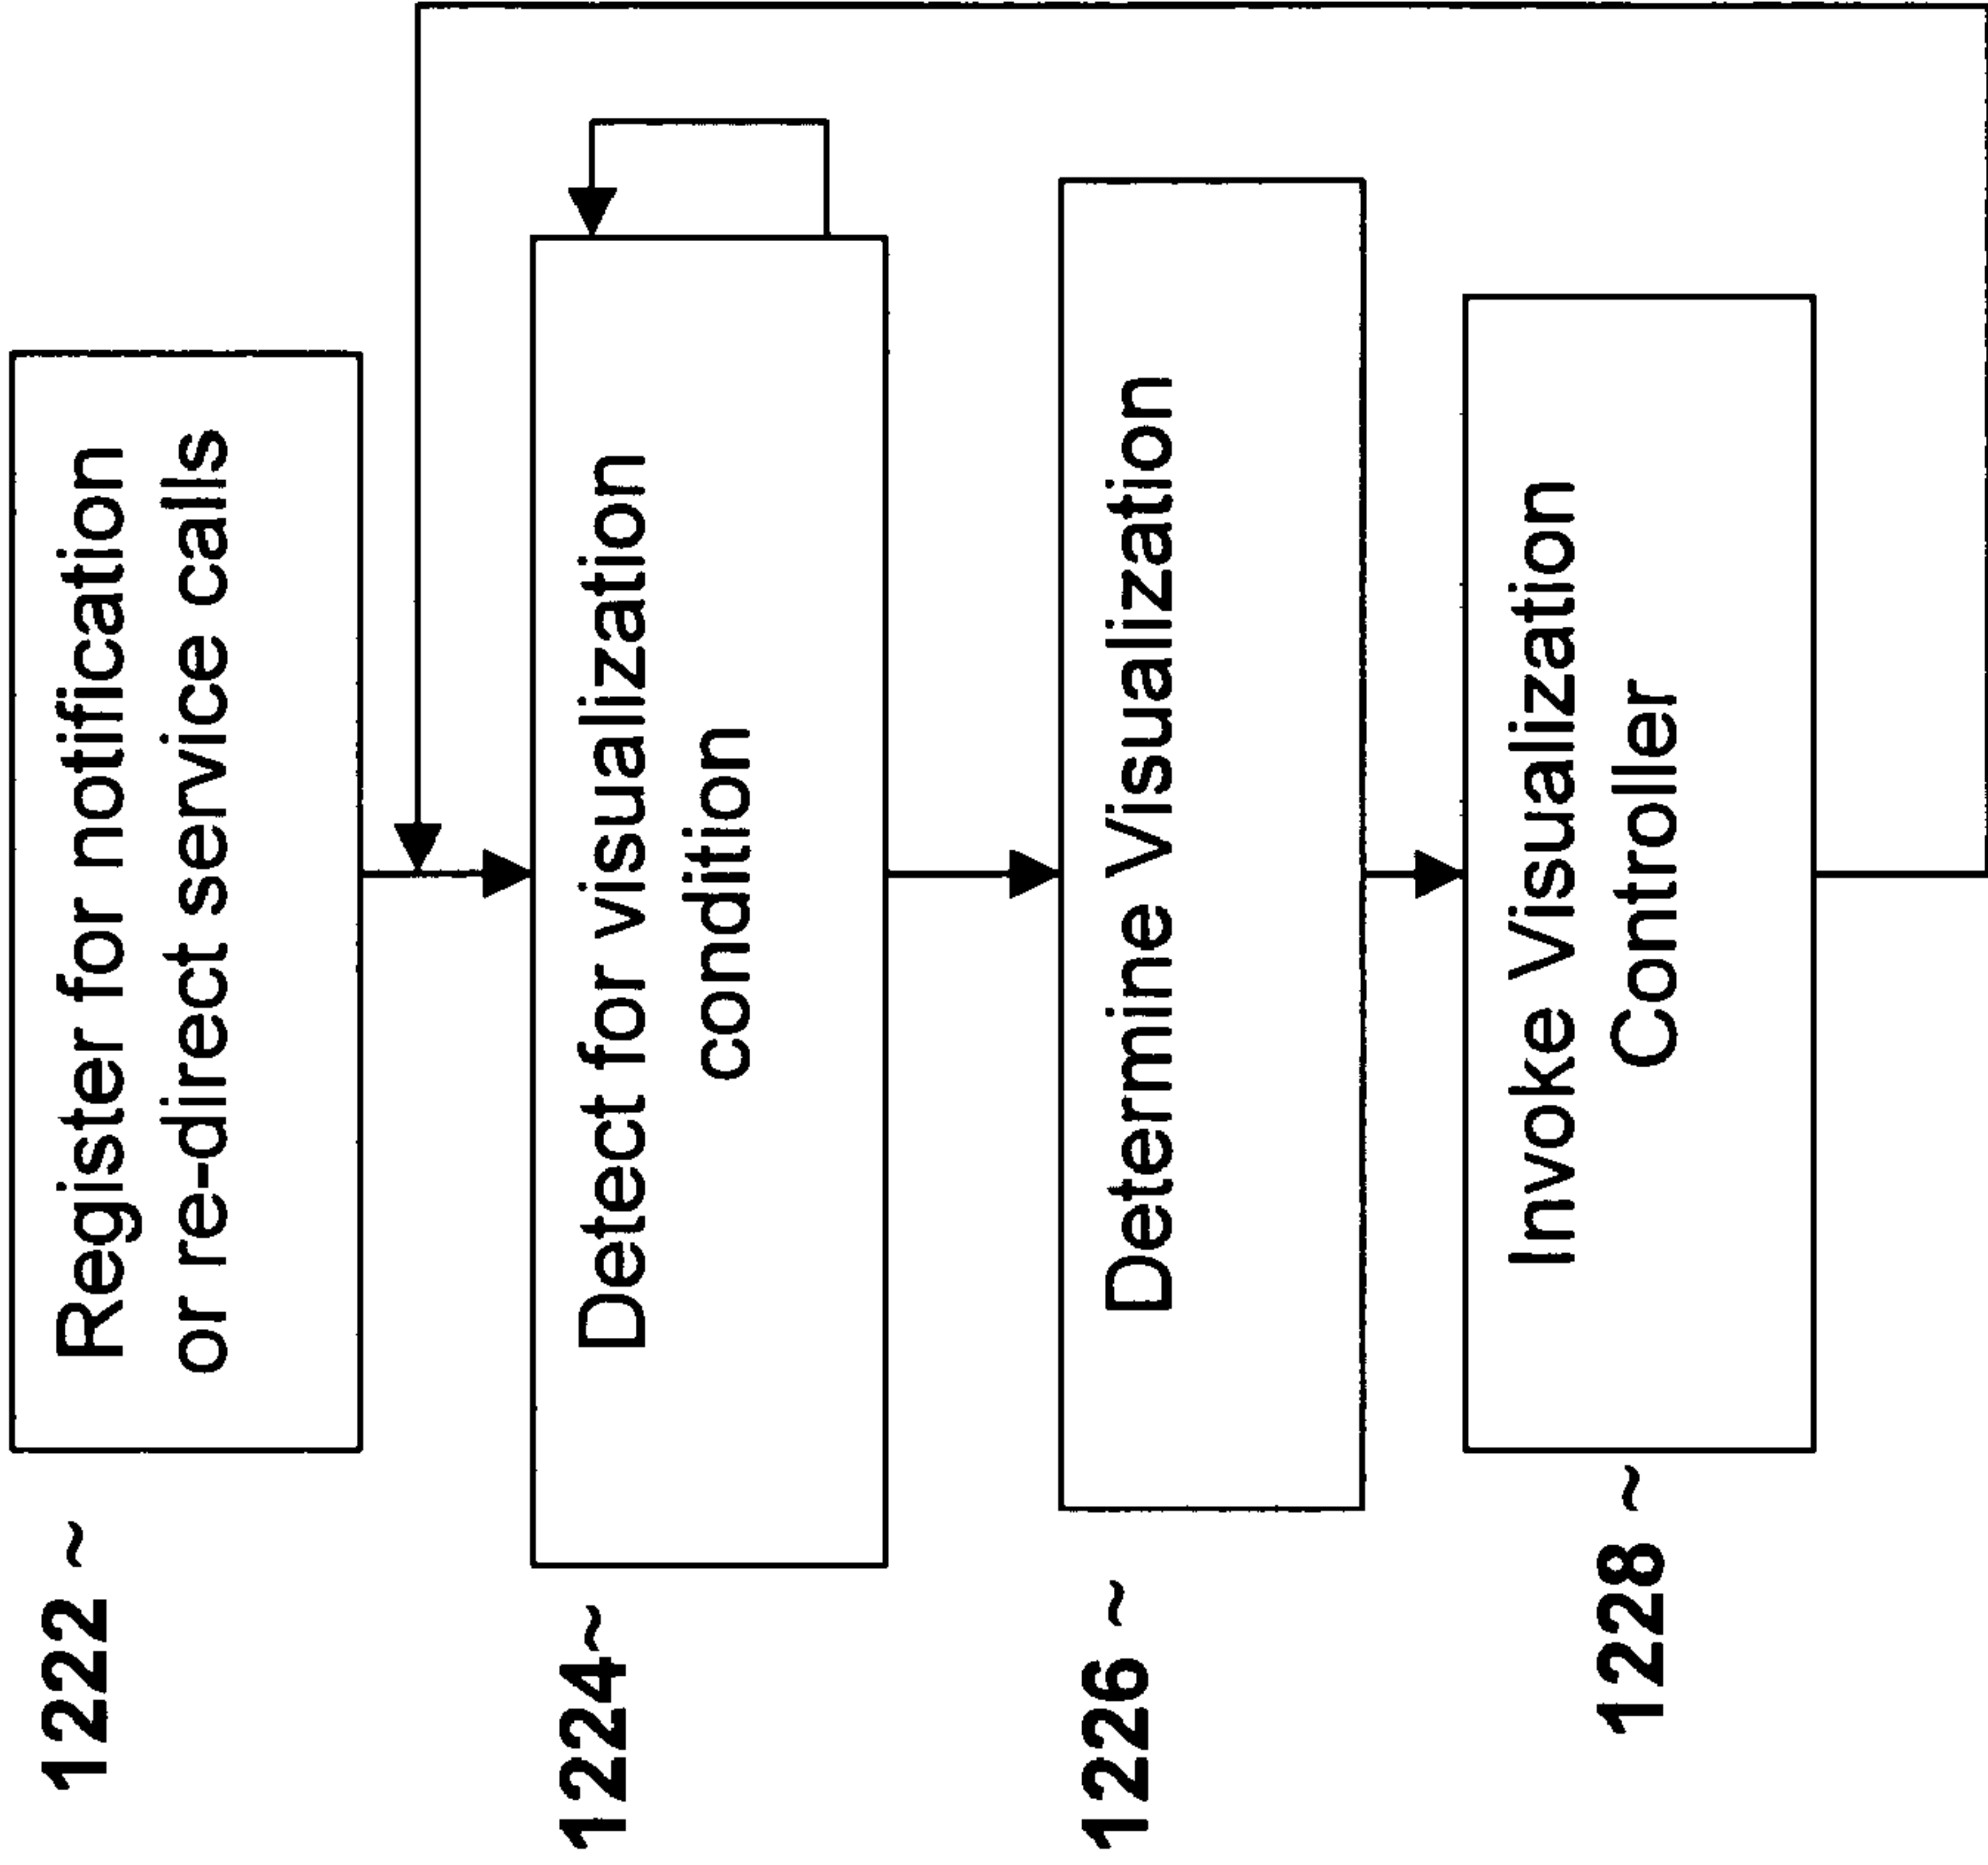 1222 ~
Register for notification
or re-direct service calls
1224~
Detect for visualization
condition
1226 ~
Determine Visualization
1228 ~
Invoke Visualization
Controller